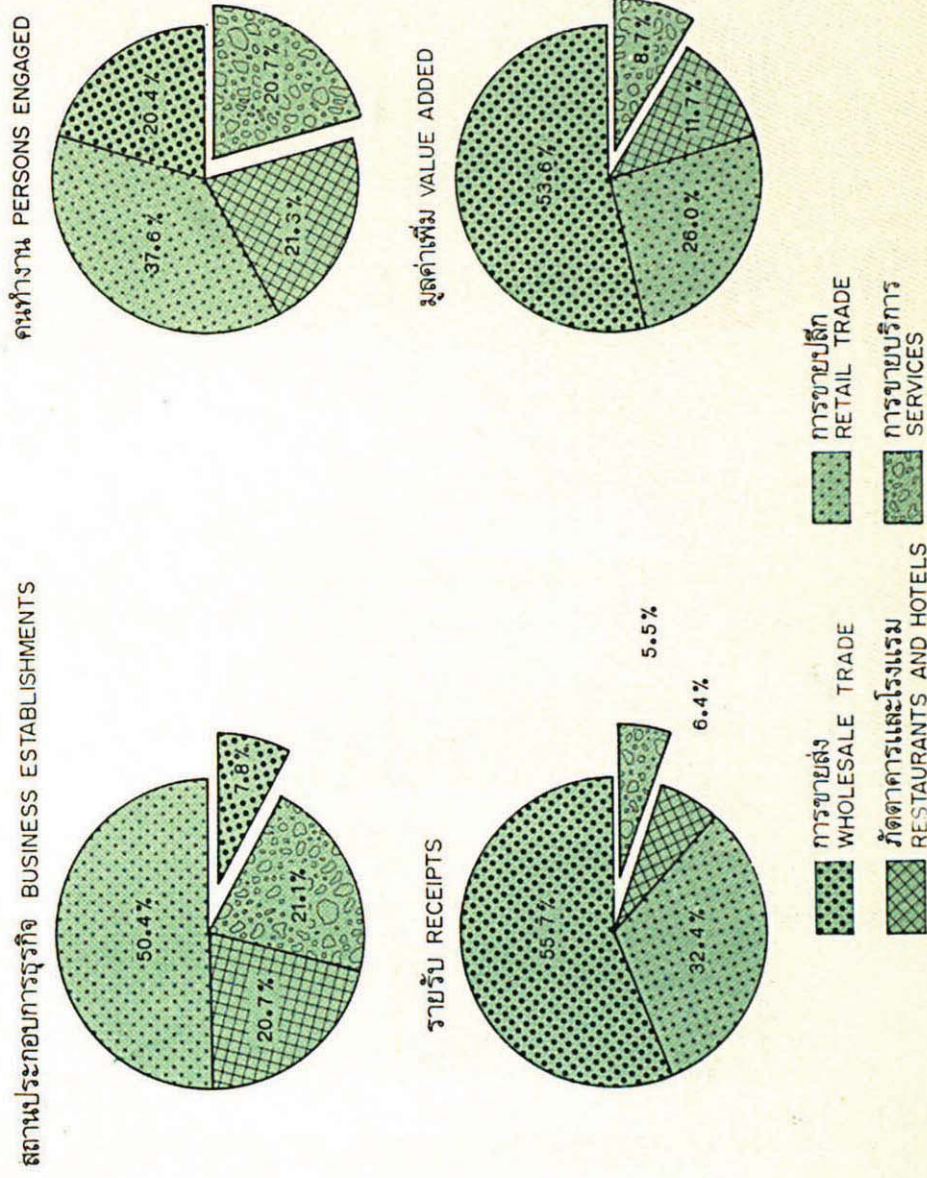 สถานประกอบการธุรกิจ BUSINESS ESTABLISHMENTS
50.4%
7.8%
21.1%
20.7%
คนทำงาน PERSONS ENGAGED
37.6%
20.4%
20.7%
21.3%
รายรับ RECEIPTS
55.7%
5.5%
6.4%
32.4%
มูลค่าเพิ่ม VALUE ADDED
53.6%
8.7%
11.7%
26.0%
การขายส่ง
WHOLESALE TRADE
การขายปลีก
RETAIL TRADE
ภัตตาคารและโรงแรม
RESTAURANTS AND HOTELS
การขายบริการ
SERVICES